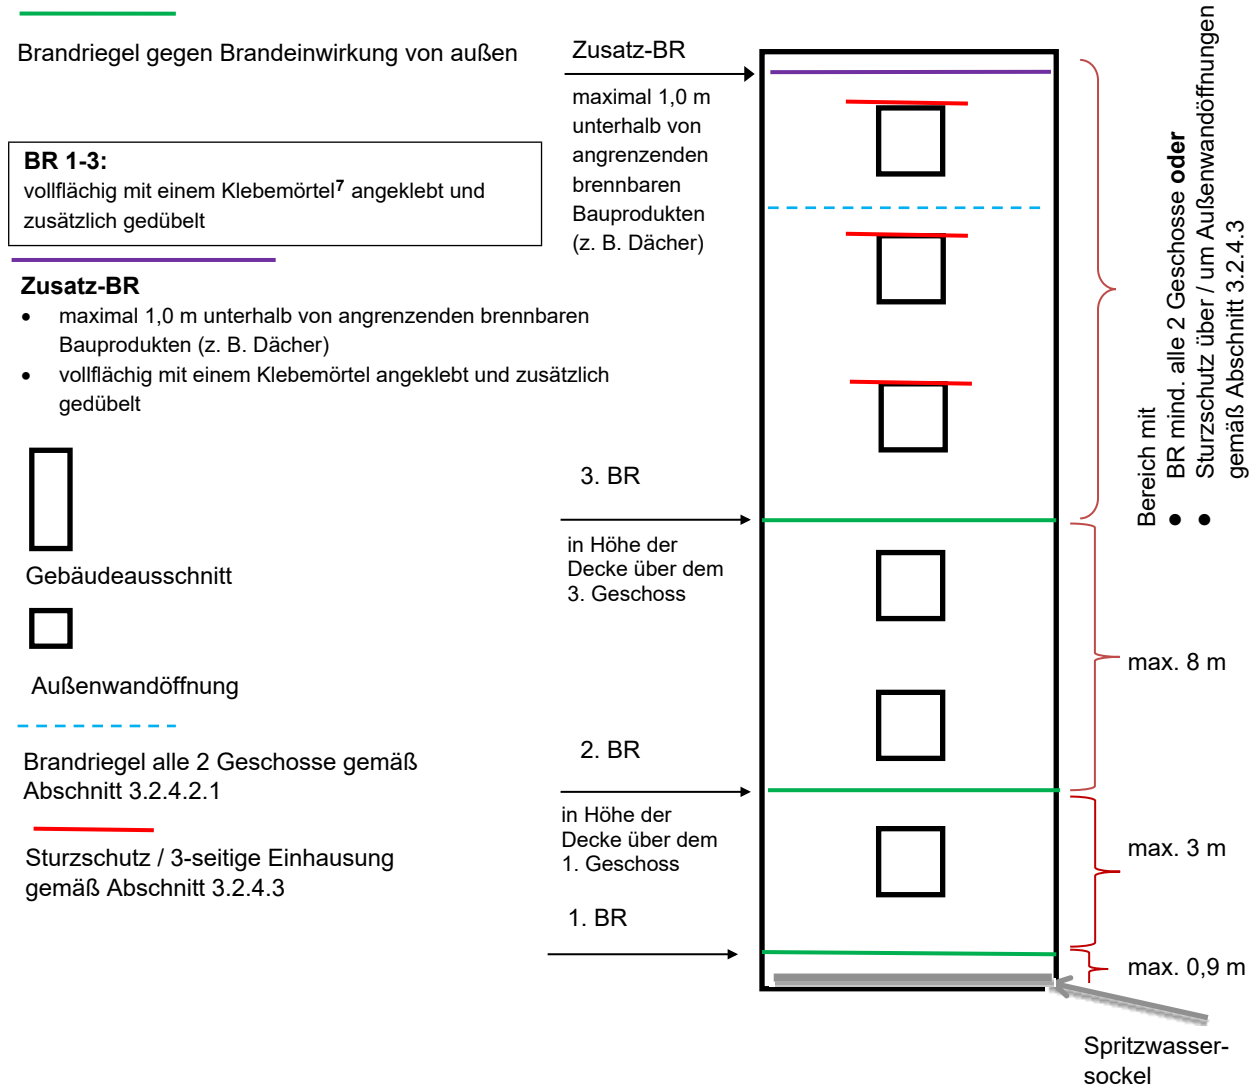 Brandriegel gegen Brandeinwirkung von außen
BR 1-3:
vollflächig mit einem Klebemörtel⁷ angeklebt und
zusätzlich gedübelt
Zusatz-BR
• maximal 1,0 m unterhalb von angrenzenden brennbaren
Bauprodukten (z. B. Dächer)
• vollflächig mit einem Klebemörtel angeklebt und zusätzlich
gedübelt
Gebäudeausschnitt
Außenwandöffnung
Brandriegel alle 2 Geschosse gemäß
Abschnitt 3.2.4.2.1
Sturzschutz / 3-seitige Einhausung
gemäß Abschnitt 3.2.4.3
Zusatz-BR
maximal 1,0 m
unterhalb von
angrenzenden
brennbaren
Bauprodukten
(z. B. Dächer)
3. BR
in Höhe der
Decke über dem
3. Geschoss
2. BR
in Höhe der
Decke über dem
1. Geschoss
1. BR
Bereich mit
• BR mind. alle 2 Geschosse oder
• Sturzschutz über / um Außenwandöffnungen
gemäß Abschnitt 3.2.4.3
max. 8 m
max. 3 m
max. 0,9 m
Spritzwasser-
sockel